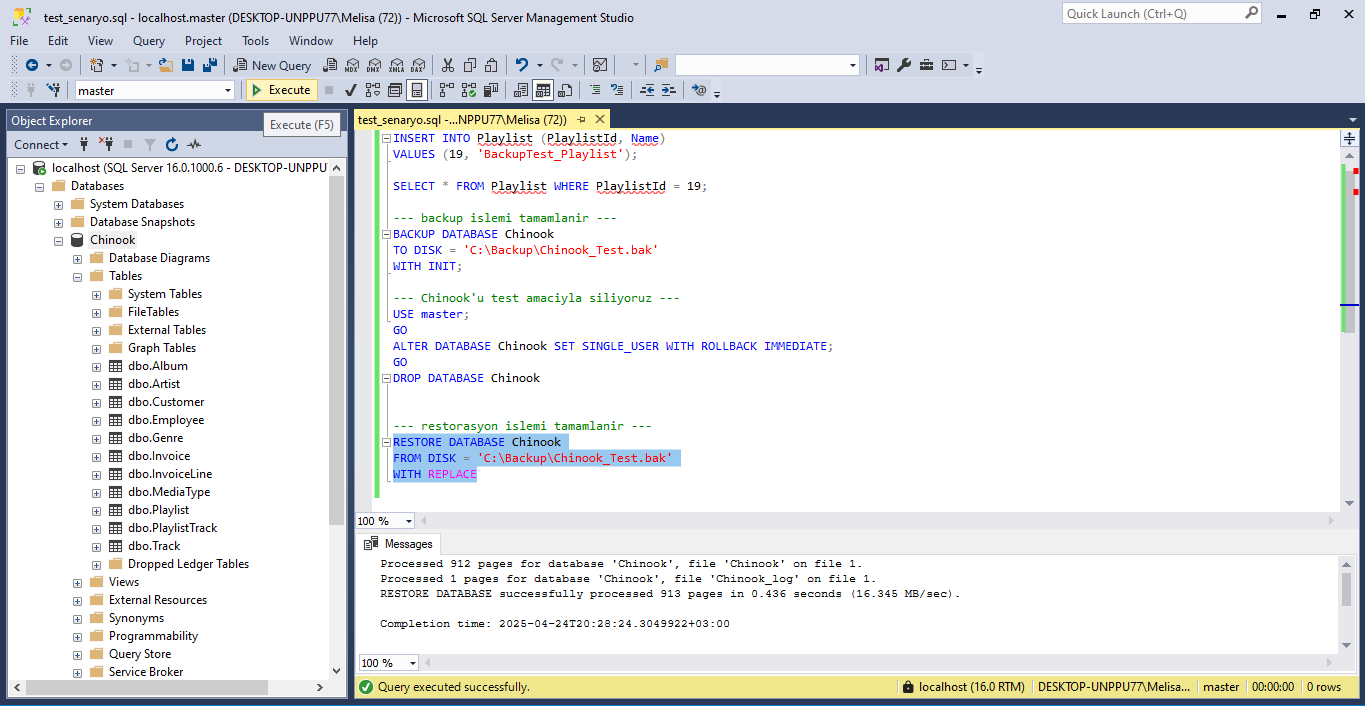 test_senaryo.sql - localhost.master (DESKTOP-UNPPU77\Melisa (72)) - Microsoft SQL Server Management Studio
Quick Launch (Ctrl+Q)
File Edit View Query Project Tools Window Help
New Query
MDX DMX XMLA DAX
master
Execute
Object Explorer
Execute (F5)
test_senaryo.sql -...NPPU77\Melisa (72))
Connect
localhost (SQL Server 16.0.1000.6 - DESKTOP-UNPPU
Databases
System Databases
Database Snapshots
Chinook
Database Diagrams
Tables
System Tables
FileTables
External Tables
Graph Tables
dbo.Album
dbo.Artist
dbo.Customer
dbo.Employee
dbo.Genre
dbo.Invoice
dbo.InvoiceLine
dbo.MediaType
dbo.Playlist
dbo.PlaylistTrack
dbo.Track
Dropped Ledger Tables
Views
External Resources
Synonyms
Programmability
Query Store
Service Broker
INSERT INTO Playlist (PlaylistId, Name)
VALUES (19, 'BackupTest_Playlist');
SELECT * FROM Playlist WHERE PlaylistId = 19;
--- backup islemi tamamlanir ---
BACKUP DATABASE Chinook
TO DISK = 'C:\Backup\Chinook_Test.bak'
WITH INIT;
--- Chinook'u test amaciyla siliyoruz ---
USE master;
GO
ALTER DATABASE Chinook SET SINGLE_USER WITH ROLLBACK IMMEDIATE;
GO
DROP DATABASE Chinook
--- restorasyon islemi tamamlanir ---
RESTORE DATABASE Chinook
FROM DISK = 'C:\Backup\Chinook_Test.bak'
WITH REPLACE
100 %
Messages
Processed 912 pages for database 'Chinook', file 'Chinook' on file 1.
Processed 1 pages for database 'Chinook', file 'Chinook_log' on file 1.
RESTORE DATABASE successfully processed 913 pages in 0.436 seconds (16.345 MB/sec).
Completion time: 2025-04-24T20:28:24.3049922+03:00
100 %
Query executed successfully.
localhost (16.0 RTM) DESKTOP-UNPPU77\Melisa... master 00:00:00 0 rows